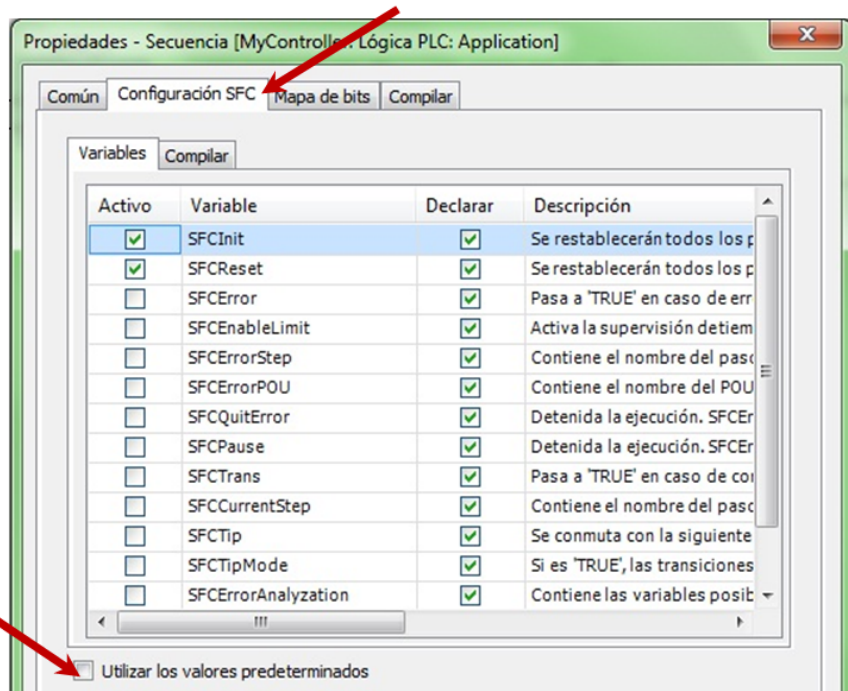 Propiedades - Secuencia [MyController: Lógica PLC: Application]
Común Configuración SFC Mapa de bits Compilar
Variables Compilar
Activo Variable Declarar Descripción
SFCInit Se restablecerán todos los p
SFCReset Se restablecerán todos los p
SFCError Pasa a 'TRUE' en caso de err
SFCEnableLimit Activa la supervisión de tiem
SFCErrorStep Contiene el nombre del paso
SFCErrorPOU Contiene el nombre del POU
SFCQuitError Detenida la ejecución. SFCEr
SFCPause Detenida la ejecución. SFCEr
SFCTrans Pasa a 'TRUE' en caso de con
SFCCurrentStep Contiene el nombre del paso
SFCTip Se conmuta con la siguiente
SFCTipMode Si es 'TRUE', las transiciones
SFCErrorAnalyzation Contiene las variables posib
Utilizar los valores predeterminados